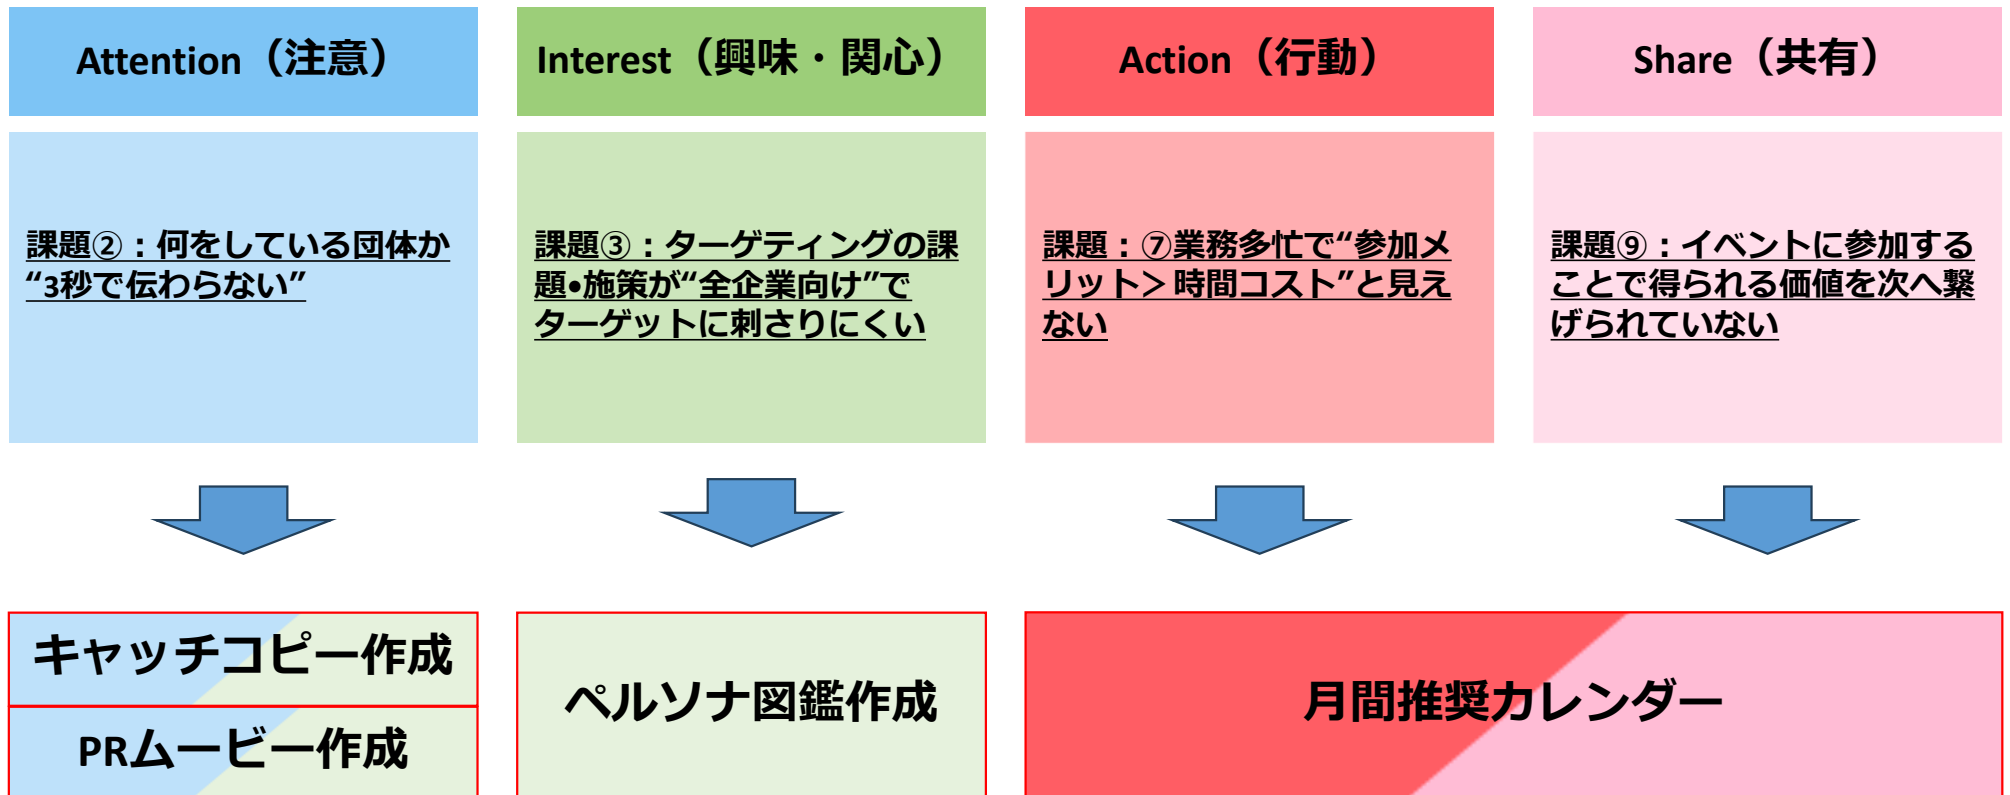 Attention（注意）
Interest（興味・関心）
Action（行動）
Share（共有）
課題②：何をしている団体か
“3秒で伝わらない”
課題③：ターゲティングの課
題•施策が“全企業向け”で
ターゲットに刺さりにくい
課題：⑦業務多忙で“参加メ
リット＞時間コスト”と見え
ない
課題⑨：イベントに参加する
ことで得られる価値を次へ繋
げられていない
キャッチコピー作成
PRムービー作成
ペルソナ図鑑作成
月間推奨カレンダー